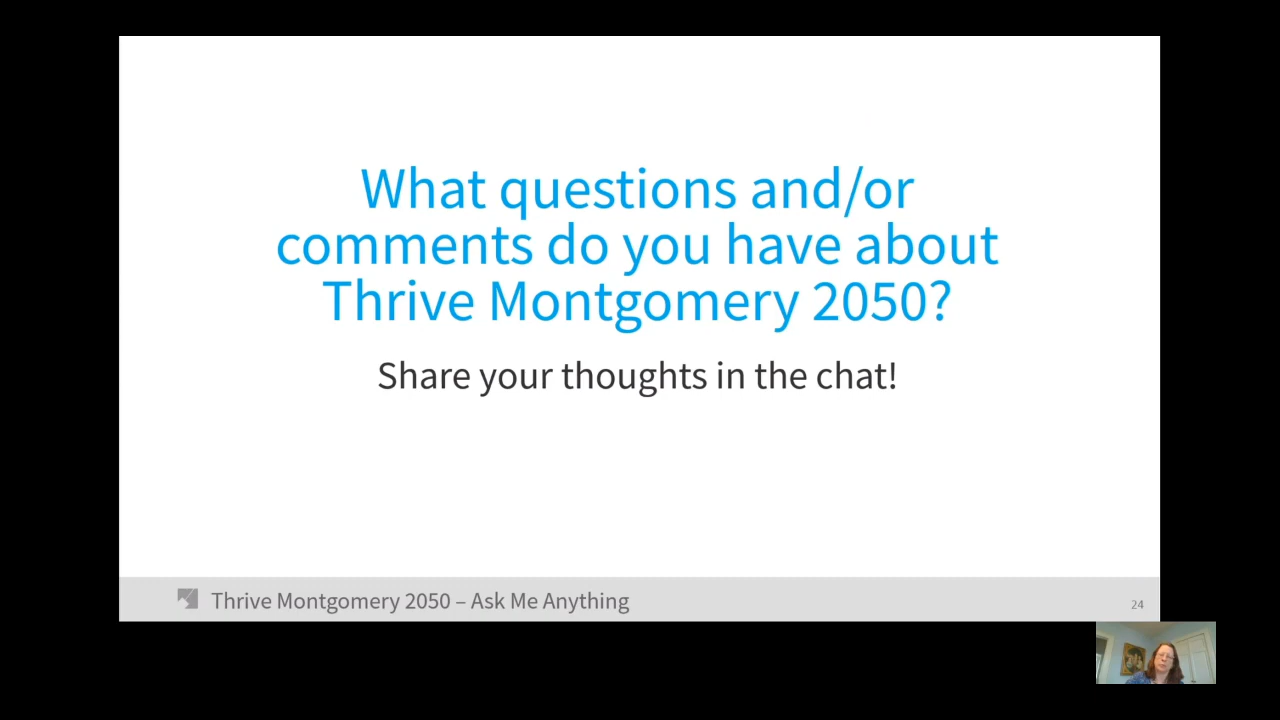 What questions and/or
comments do you have about
Thrive Montgomery 2050?
Share your thoughts in the chat!
Thrive Montgomery 2050 – Ask Me Anything
24